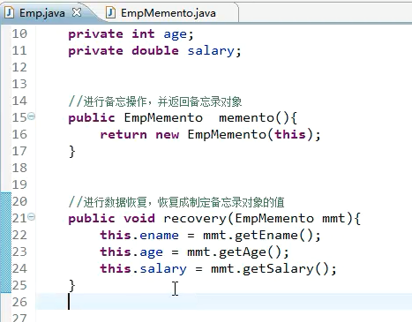 Emp.java EmpMemento.java
10 private int age;
11 private double salary;
12
13
14 //进行备忘操作，并返回备忘录对象
15 public EmpMemento memento(){
16 return new EmpMemento(this);
17 }
18
19
20 //进行数据恢复，恢复成制定备忘录对象的值
21 public void recovery(EmpMemento mmt){
22 this.ename = mmt.getEname();
23 this.age = mmt.getAge();
24 this.salary = mmt.getSalary();
25 }
26
27